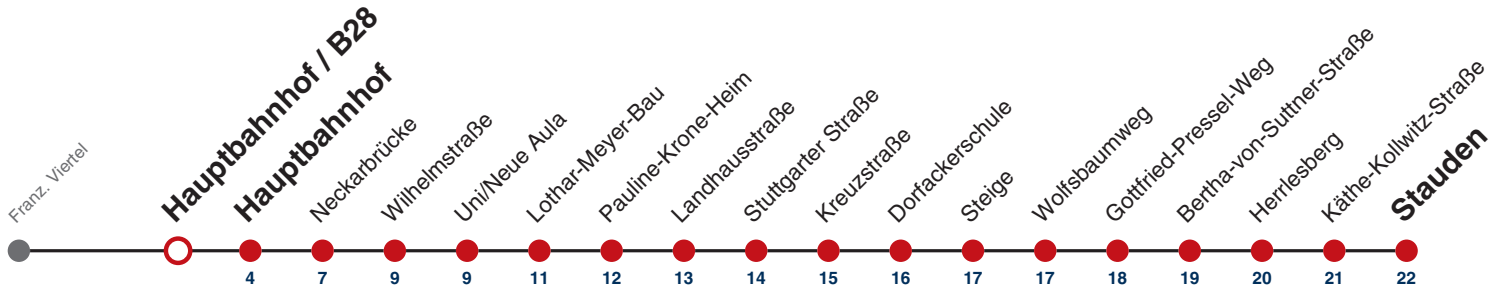 Franz. Viertel
Hauptbahnhof / B28
Hauptbahnhof
Neckarbrücke
Wilhelmstraße
Uni/Neue Aula
Lothar-Meyer-Bau
Pauline-Krone-Heim
Landhausstraße
Stuttgarter Straße
Kreuzstraße
Dorfackerschule
Steige
Wolfsbaumweg
Gottfried-Pressel-Weg
Bertha-von-Suttner-Straße
Herrlesberg
Käthe-Kollwitz-Straße
Stauden
4 7 9 9 11 12 13 14 15 16 17 17 18 19 20 21 22